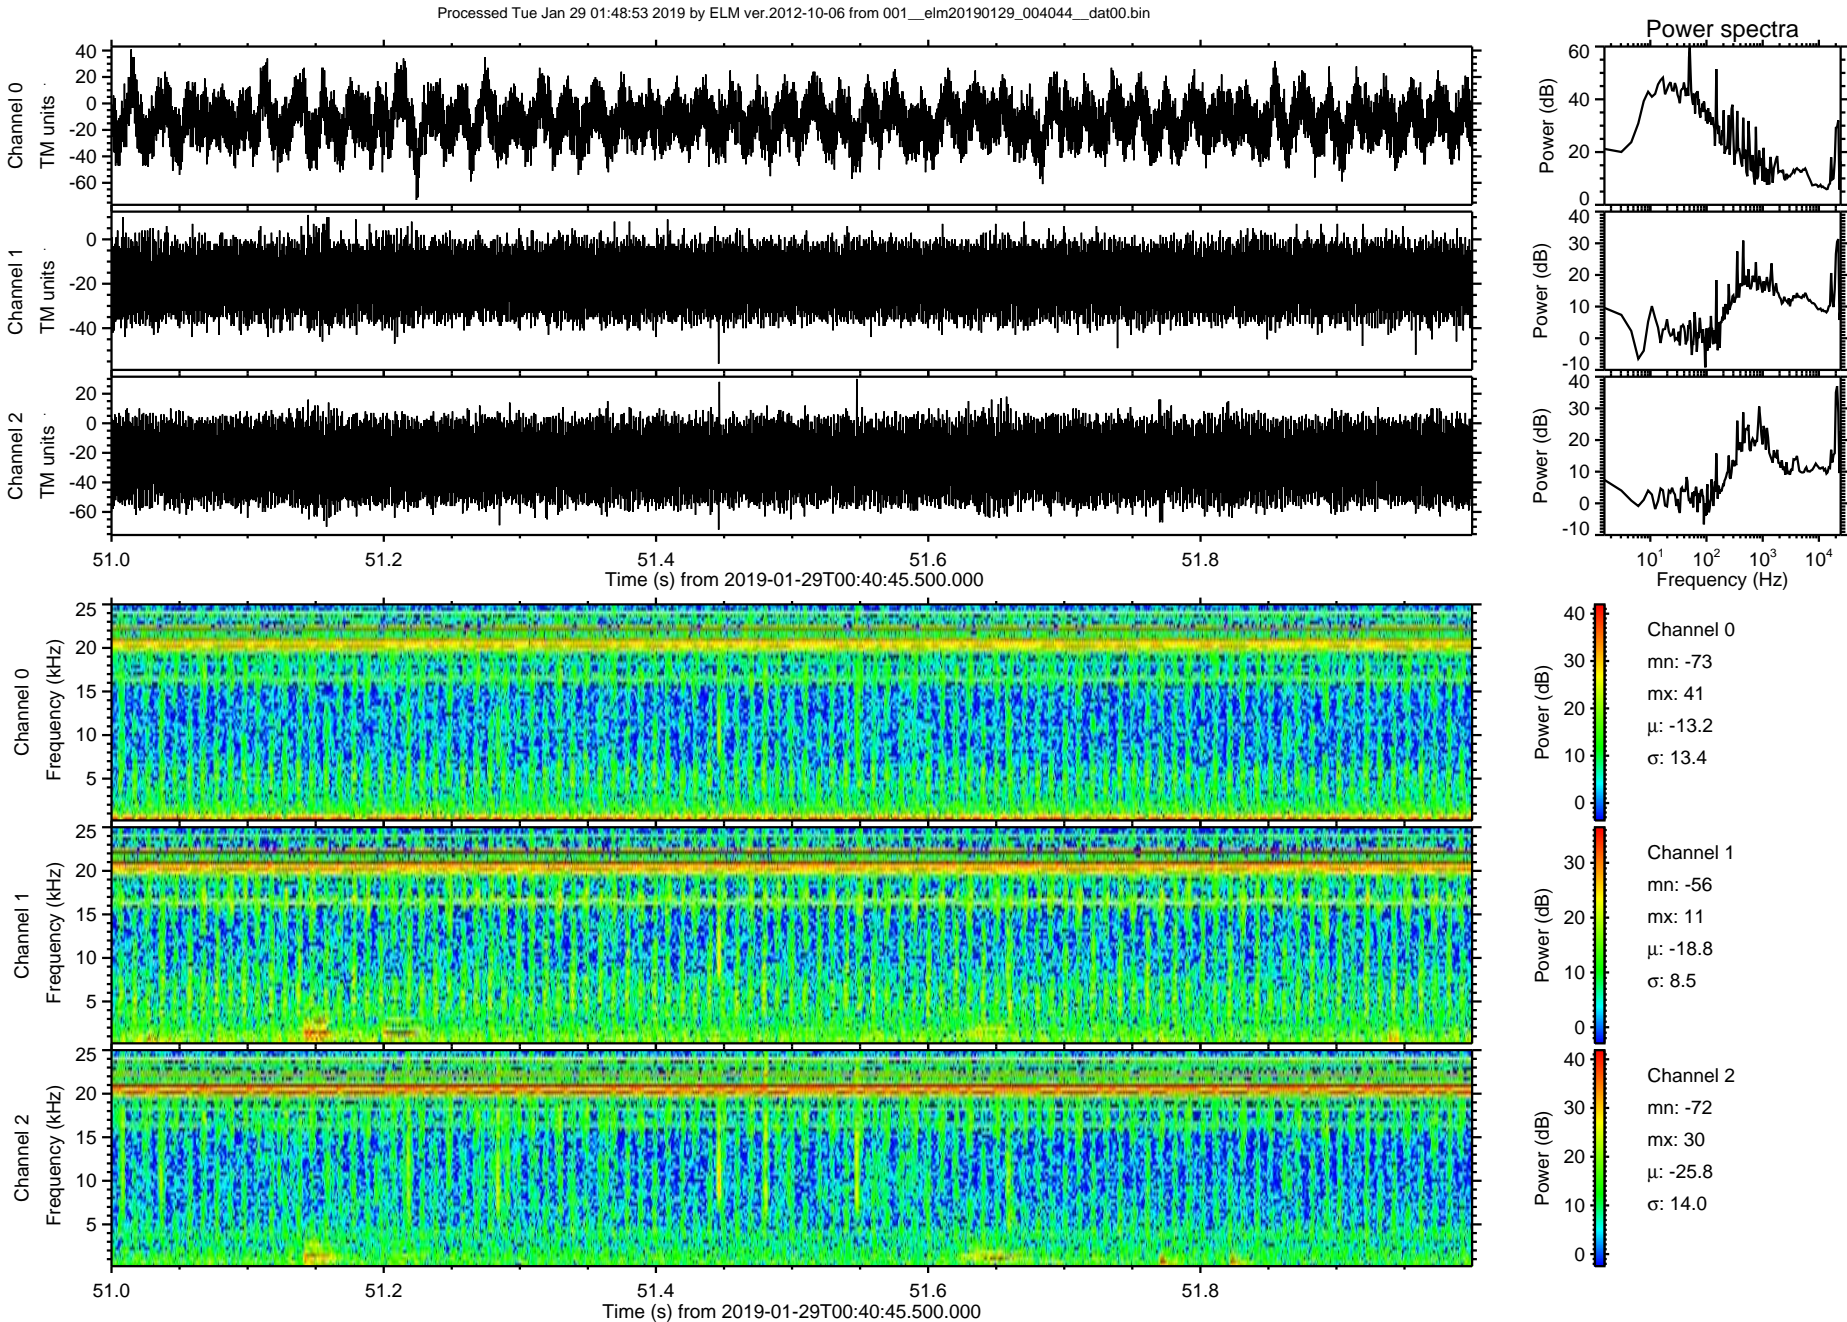 Processed Tue Jan 29 01:48:53 2019 by ELM ver.2012-10-06 from 001__elm20190129_004044__dat00.bin
Power spectra
Channel 0
TM units
40
20
0
-20
-40
-60
Power (dB)
60
40
20
0
Channel 1
TM units
0
-20
-40
Power (dB)
40
30
20
10
0
-10
Channel 2
TM units
20
0
-20
-40
-60
Power (dB)
40
30
20
10
0
-10
51.0 51.2 51.4 51.6 51.8
Time (s) from 2019-01-29T00:40:45.500.000
10¹ 10² 10³ 10⁴
Frequency (Hz)
Channel 0
Frequency (kHz)
25
20
15
10
5
Power (dB)
40
30
20
10
0
Channel 0
mn: -73
mx: 41
μ: -13.2
σ: 13.4
Channel 1
Frequency (kHz)
25
20
15
10
5
Power (dB)
30
20
10
0
Channel 1
mn: -56
mx: 11
μ: -18.8
σ: 8.5
Channel 2
Frequency (kHz)
25
20
15
10
5
Power (dB)
40
30
20
10
0
Channel 2
mn: -72
mx: 30
μ: -25.8
σ: 14.0
51.0 51.2 51.4 51.6 51.8
Time (s) from 2019-01-29T00:40:45.500.000